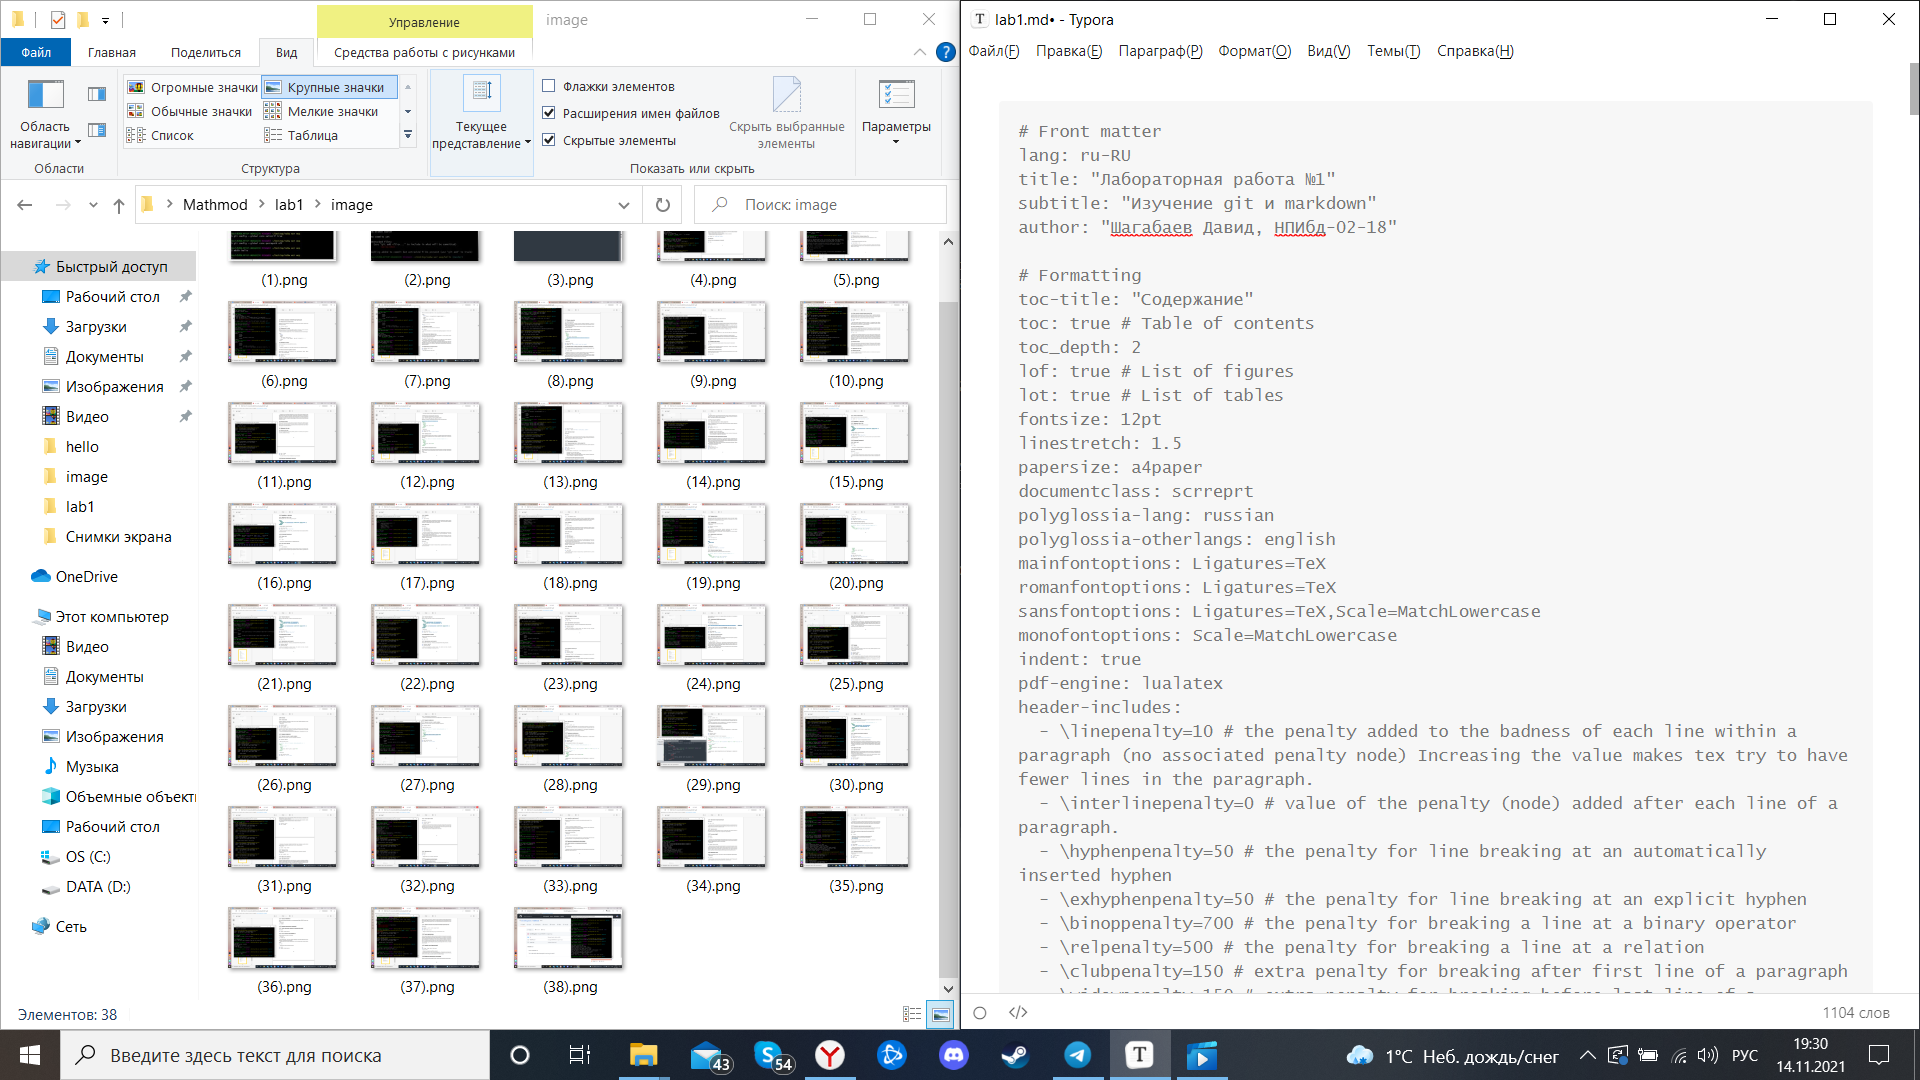 Управление
image
Файл
Главная
Поделиться
Вид
Средства работы с рисунками
Область навигации
Огромные значки
Крупные значки
Обычные значки
Мелкие значки
Список
Таблица
Текущее представление
Флажки элементов
Расширения имен файлов
Скрытые элементы
Скрыть выбранные элементы
Параметры
Области
Структура
Показать или скрыть
Mathmod
lab1
image
Поиск: image
Быстрый доступ
Рабочий стол
Загрузки
Документы
Изображения
Видео
hello
image
lab1
Снимки экрана
OneDrive
Этот компьютер
Видео
Документы
Загрузки
Изображения
Музыка
Объемные объект
Рабочий стол
OS (C:)
DATA (D:)
Сеть
(1).png
(2).png
(3).png
(4).png
(5).png
(6).png
(7).png
(8).png
(9).png
(10).png
(11).png
(12).png
(13).png
(14).png
(15).png
(16).png
(17).png
(18).png
(19).png
(20).png
(21).png
(22).png
(23).png
(24).png
(25).png
(26).png
(27).png
(28).png
(29).png
(30).png
(31).png
(32).png
(33).png
(34).png
(35).png
(36).png
(37).png
(38).png
Элементов: 38
T lab1.md• - Typora
Файл(F) Правка(E) Параграф(P) Формат(O) Вид(V) Темы(T) Справка(H)
# Front matter
lang: ru-RU
title: "Лабораторная работа №1"
subtitle: "Изучение git и markdown"
author: "Шагабаев Давид, НПИбд-02-18"
# Formatting
toc-title: "Содержание"
toc: true # Table of contents
toc_depth: 2
lof: true # List of figures
lot: true # List of tables
fontsize: 12pt
linestretch: 1.5
papersize: a4paper
documentclass: scrreprt
polyglossia-lang: russian
polyglossia-otherlangs: english
mainfontoptions: Ligatures=TeX
romanfontoptions: Ligatures=TeX
sansfontoptions: Ligatures=TeX,Scale=MatchLowercase
monofontoptions: Scale=MatchLowercase
indent: true
pdf-engine: lualatex
header-includes:
- \linepenalty=10 # the penalty added to the badness of each line within a
paragraph (no associated penalty node) Increasing the value makes tex try to have
fewer lines in the paragraph.
- \interlinepenalty=0 # value of the penalty (node) added after each line of a
paragraph.
- \hyphenpenalty=50 # the penalty for line breaking at an automatically
inserted hyphen
- \exhyphenpenalty=50 # the penalty for line breaking at an explicit hyphen
- \binoppenalty=700 # the penalty for breaking a line at a binary operator
- \relpenalty=500 # the penalty for breaking a line at a relation
- \clubpenalty=150 # extra penalty for breaking after first line of a paragraph
1104 слов
Введите здесь текст для поиска
43
54
1°C Неб. дождь/снег
РУС
19:30
14.11.2021